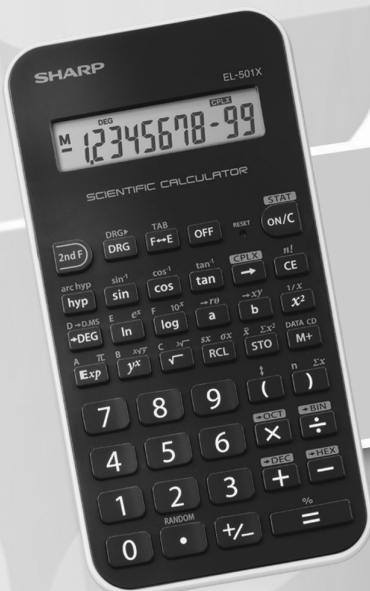 SHARP
EL-501X
DEG CPLX
M
- 1,2345678-99
SCIENTIFIC CALCULATOR
STAT
DRG▶ TAB
2nd F DRG F↔E OFF RESET ON/C
arc hyp sin-1 cos-1 tan-1 CPLX n!
hyp sin cos tan → CE
D→D.MS E eˣ F 10ˣ →rθ →xy 1/x
→DEG ln log a b x²
A π B ˣ√y C ³√ sx σx x̄ Σx² DATA CD
Exp yˣ √ RCL STO M+
n Σx
7 8 9 ( )
→OCT →BIN
4 5 6 × ÷
→DEC →HEX
1 2 3 + −
RANDOM %
0 • +/− =